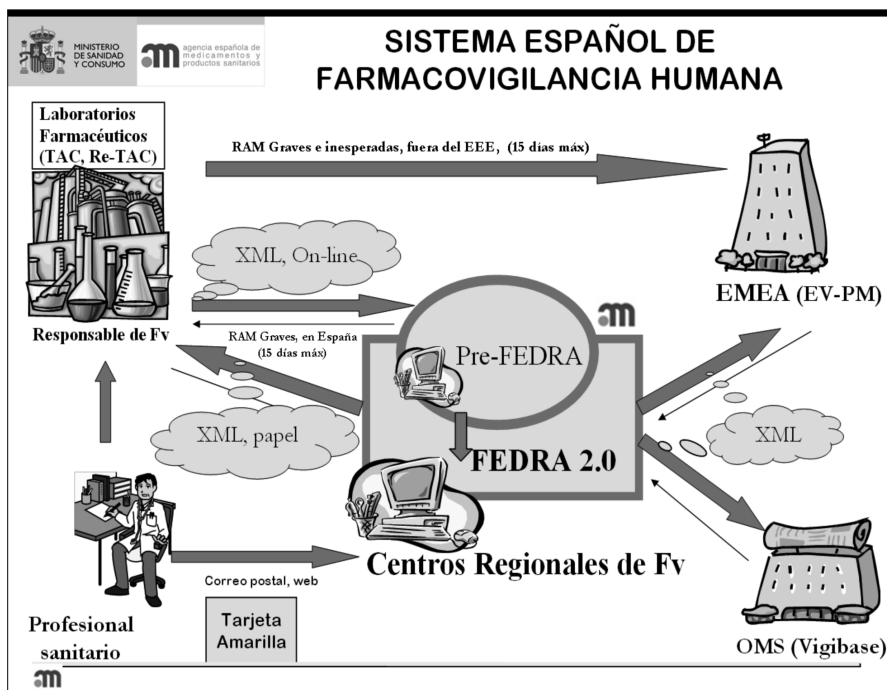 MINISTERIO
DE SANIDAD
Y CONSUMO
am
agencia española de
medicamentos y
productos sanitarios
SISTEMA ESPAÑOL DE
FARMACOVIGILANCIA HUMANA
Laboratorios
Farmacéuticos
(TAC, Re-TAC)
RAM Graves e inesperadas, fuera del EEE, (15 días máx)
XML, On-line
EMEA (EV-PM)
am
Responsable de Fv
RAM Graves, en España
(15 días máx)
Pre-FEDRA
XML, papel
XML
FEDRA 2.0
Centros Regionales de Fv
Correo postal, web
Tarjeta
Amarilla
Profesional
sanitario
OMS (Vigibase)
am